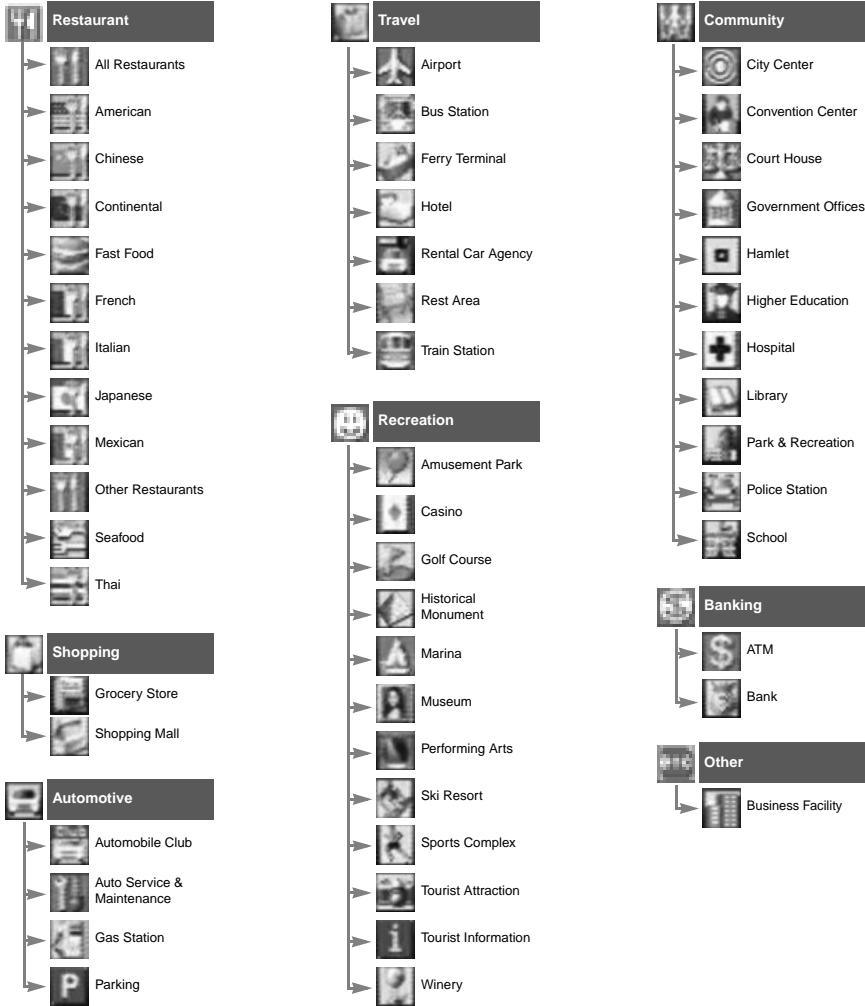 Restaurant
All Restaurants
American
Chinese
Continental
Fast Food
French
Italian
Japanese
Mexican
Other Restaurants
Seafood
Thai
Shopping
Grocery Store
Shopping Mall
Automotive
Automobile Club
Auto Service &
Maintenance
Gas Station
P
Parking
Travel
Airport
Bus Station
Ferry Terminal
Hotel
Rental Car Agency
Rest Area
Train Station
Recreation
Amusement Park
Casino
Golf Course
Historical
Monument
Marina
Museum
Performing Arts
Ski Resort
Sports Complex
Tourist Attraction
i
Tourist Information
Winery
Community
City Center
Convention Center
Court House
Government Offices
Hamlet
Higher Education
Hospital
Library
Park & Recreation
Police Station
School
$
Banking
$
ATM
Bank
ETC
Other
Business Facility